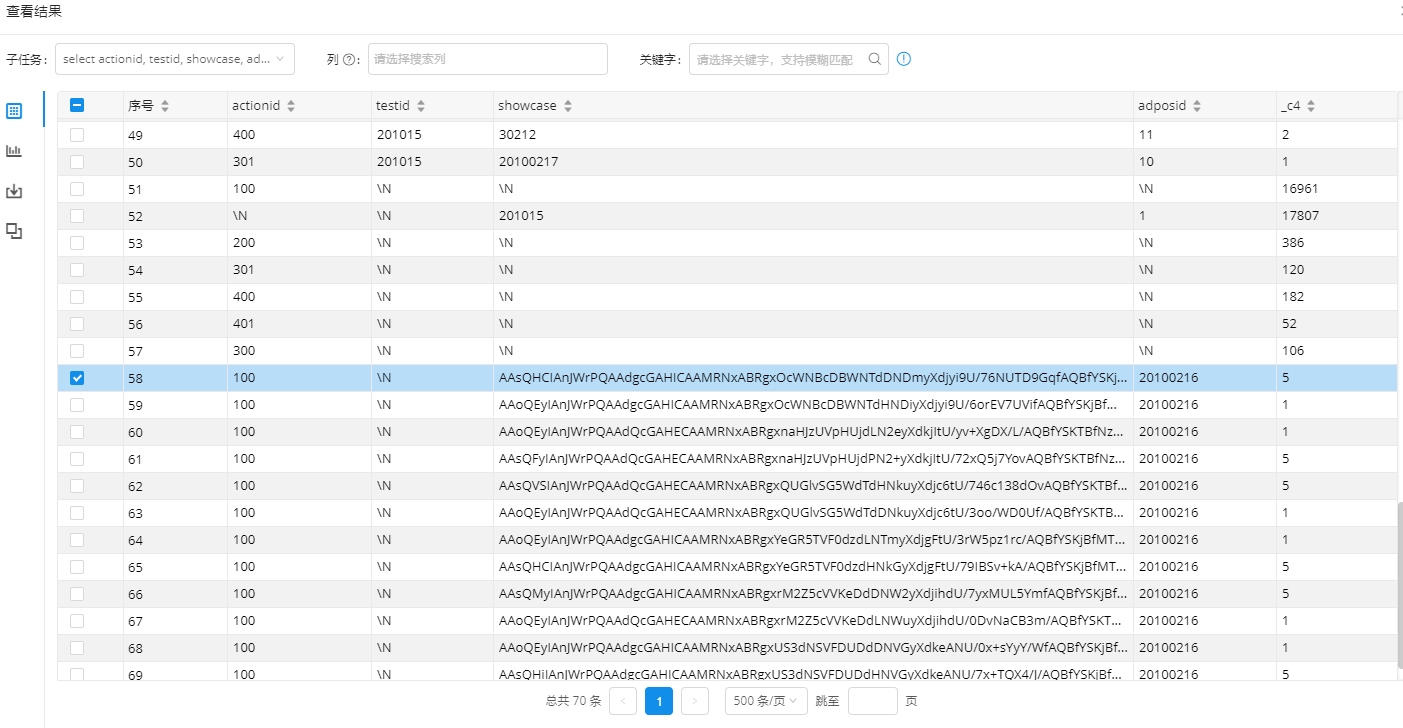 查看结果
子任务: select actionid, testid, showcase, ad... 列 ?: 请选择搜索列 关键字: 请选择关键字，支持模糊匹配
序号 actionid testid showcase adposid _c4
49 400 201015 30212 11 2
50 301 201015 20100217 10 1
51 100 \N \N \N 16961
52 \N \N 201015 1 17807
53 200 \N \N \N 386
54 301 \N \N \N 120
55 400 \N \N \N 182
56 401 \N \N \N 52
57 300 \N \N \N 106
58 100 \N AAsQHCIAnJWrPQAAdgcGAHICAAMRNxABRgxOcWNBcDBWNTdDNDmyXdjyi9U/76NUTD9GqfAQBfYSKj... 20100216 5
59 100 \N AAoQEyIAnJWrPQAAdgcGAHICAAMRNxABRgxOcWNBcDBWNTdHNDiyXdjyi9U/6orEV7UVifAQBfYSKjBf... 20100216 1
60 100 \N AAoQEyIAnJWrPQAAdQcGAHECAAMRNxABRgxnaHJzUVpHUjdLN2eyXdkjItU/yv+XgDX/L/AQBfYSKTBfNz... 20100216 1
61 100 \N AAsQFyIAnJWrPQAAdQcGAHECAAMRNxABRgxnaHJzUVpHUjdPN2+yXdkjItU/72xQ5j7YovAQBfYSKTBfNz... 20100216 5
62 100 \N AAsQVSIAnJWrPQAAdQcGAHECAAMRNxABRgxQUGlvSG5WdTdHNkuyXdjc6tU/746c138dOvAQBfYSKTBf... 20100216 5
63 100 \N AAoQEyIAnJWrPQAAdQcGAHECAAMRNxABRgxQUGlvSG5WdTdDNkuyXdjc6tU/3oo/WD0Uf/AQBfYSKTB... 20100216 1
64 100 \N AAoQEyIAnJWrPQAAdgcGAHICAAMRNxABRgxYeGR5TVF0dzdLNTmyXdjgFtU/3rW5pz1rc/AQBfYSKjBfMT... 20100216 1
65 100 \N AAsQHCIAnJWrPQAAdgcGAHICAAMRNxABRgxYeGR5TVF0dzdHNkGyXdjgFtU/79IBSv+kA/AQBfYSKjBfMT... 20100216 5
66 100 \N AAsQMyIAnJWrPQAAdgcGAHICAAMRNxABRgxrM2Z5cVVKeDdDNW2yXdjihdU/7yxMUL5YmfAQBfYSKjBf... 20100216 5
67 100 \N AAoQEyIAnJWrPQAAdgcGAHECAAMRNxABRgxrM2Z5cVVKeDdLNWuyXdjihdU/0DvNaCB3m/AQBfYSKT... 20100216 1
68 100 \N AAoQEyIAnJWrPQAAdgcGAHICAAMRNxABRgxUS3dNSVFDUDdDNVGyXdkeANU/0x+sYyY/WfAQBfYSKjBf... 20100216 1
69 100 \N AAsQHiIAnJWrPQAAdgcGAHICAAMRNxABRgxUS3dNSVFDUDdHNVGyXdkeANU/7x+TQX4/J/AQBfYSKjBf... 20100216 5
总共 70 条 < 1 > 500 条/页 跳至 页